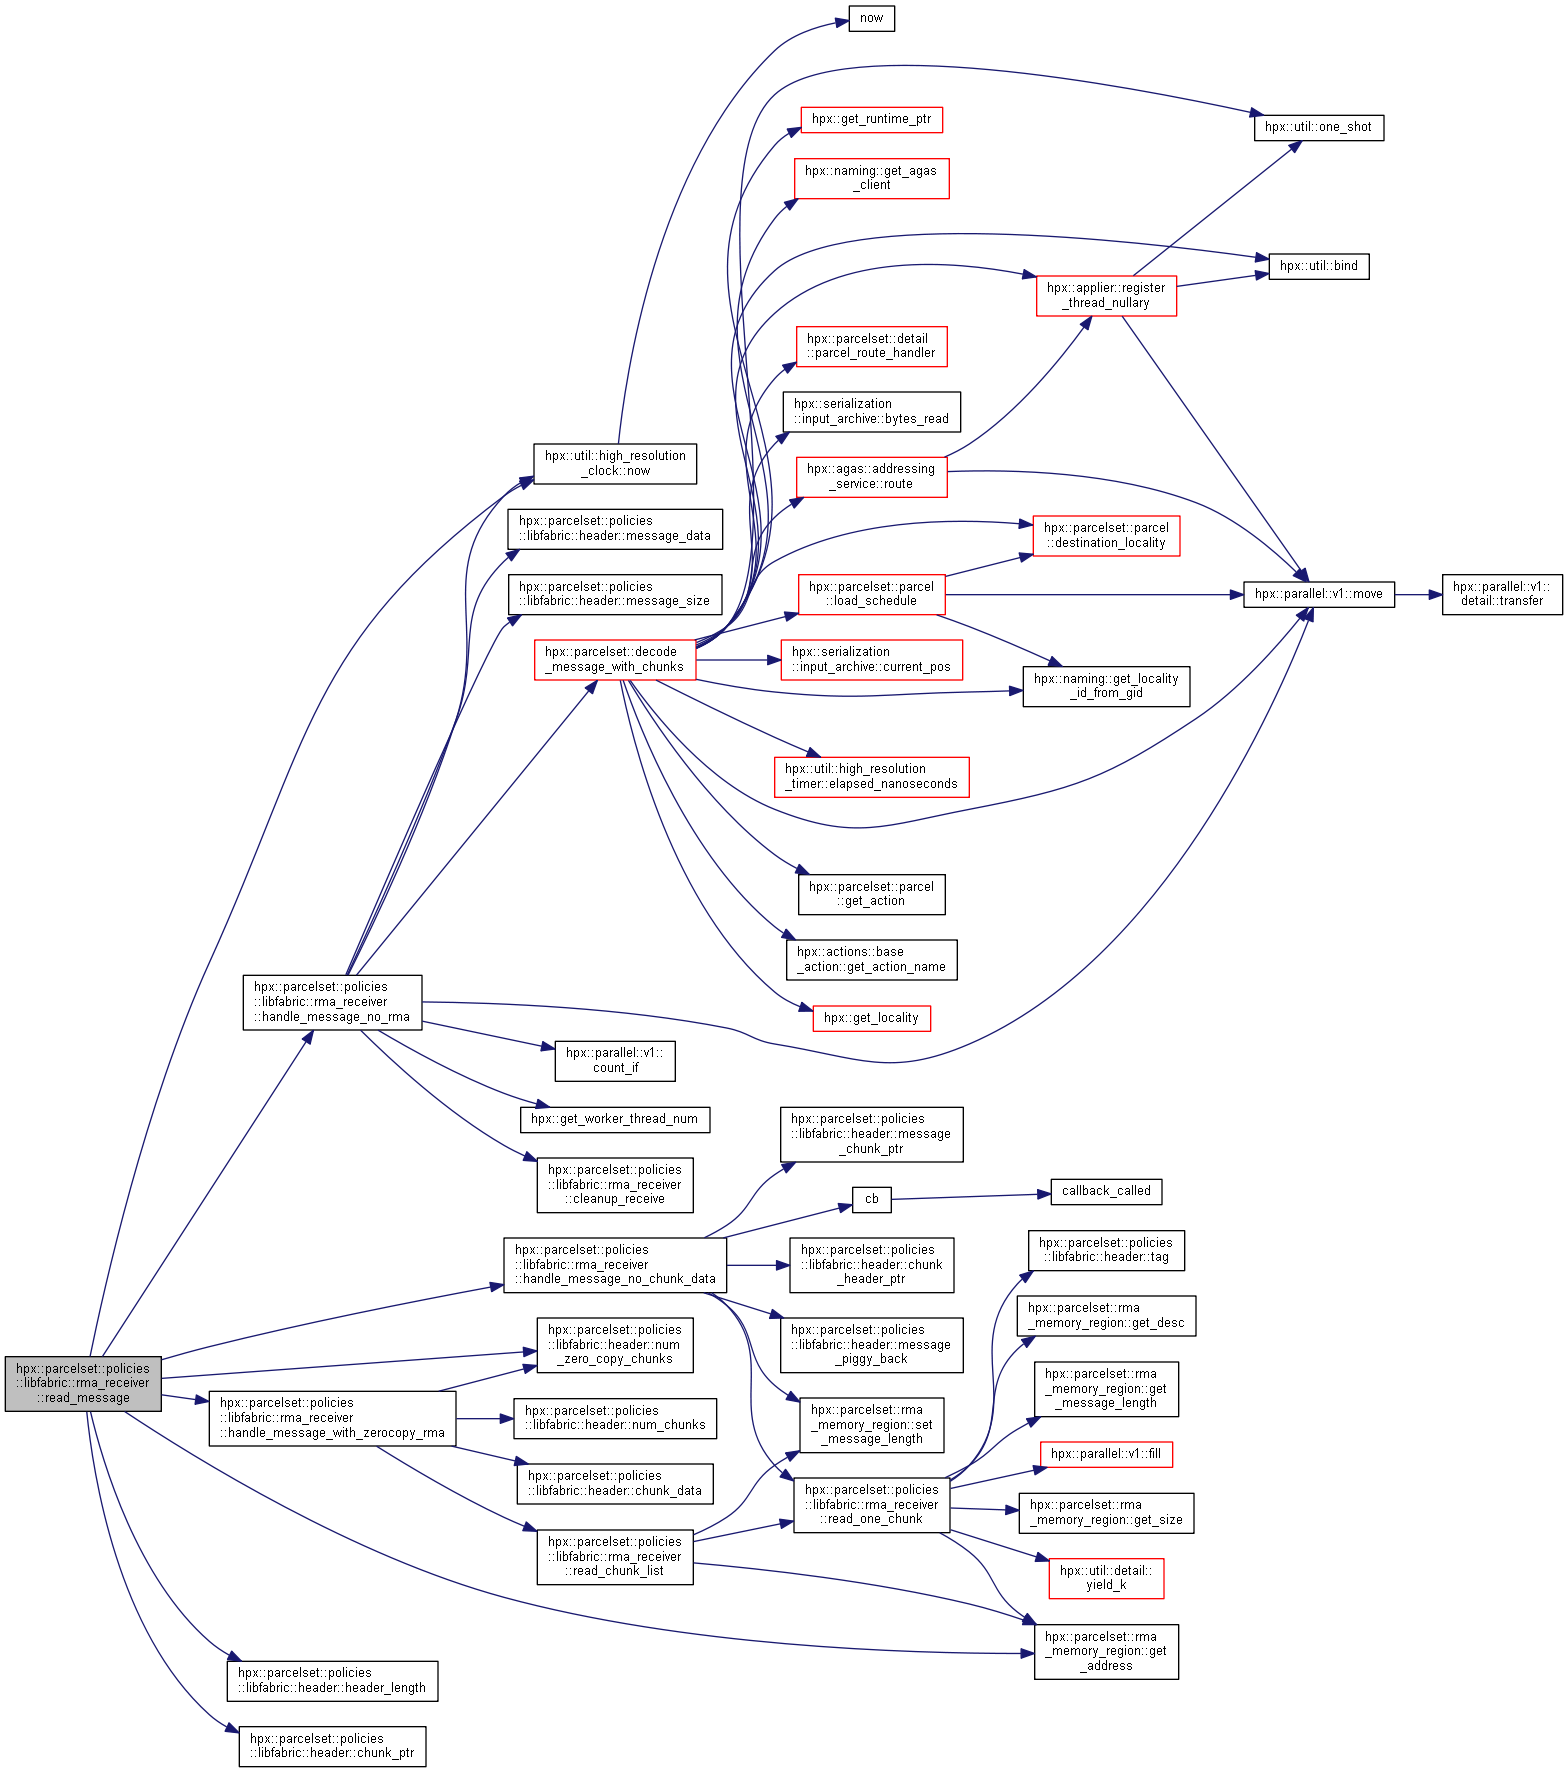 now
hpx::util::one_shot
hpx::get_runtime_ptr
hpx::naming::get_agas
_client
hpx::util::bind
hpx::applier::register
_thread_nullary
hpx::parcelset::detail
::parcel_route_handler
hpx::serialization
::input_archive::bytes_read
hpx::util::high_resolution
_clock::now
hpx::agas::addressing
_service::route
hpx::parcelset::policies
::libfabric::header::message_data
hpx::parcelset::parcel
::destination_locality
hpx::parcelset::policies
::libfabric::header::message_size
hpx::parcelset::parcel
::load_schedule
hpx::parallel::v1::move
hpx::parallel::v1::
detail::transfer
hpx::parcelset::decode
_message_with_chunks
hpx::serialization
::input_archive::current_pos
hpx::naming::get_locality
_id_from_gid
hpx::util::high_resolution
_timer::elapsed_nanoseconds
hpx::parcelset::parcel
::get_action
hpx::actions::base
_action::get_action_name
hpx::parcelset::policies
::libfabric::rma_receiver
::handle_message_no_rma
hpx::get_locality
hpx::parallel::v1::
count_if
hpx::get_worker_thread_num
hpx::parcelset::policies
::libfabric::header::message
_chunk_ptr
hpx::parcelset::policies
::libfabric::rma_receiver
::cleanup_receive
cb
callback_called
hpx::parcelset::policies
::libfabric::rma_receiver
::handle_message_no_chunk_data
hpx::parcelset::policies
::libfabric::header::chunk
_header_ptr
hpx::parcelset::policies
::libfabric::header::tag
hpx::parcelset::rma
_memory_region::get_desc
hpx::parcelset::policies
::libfabric::header::num
_zero_copy_chunks
hpx::parcelset::policies
::libfabric::header::message
_piggy_back
hpx::parcelset::policies
::libfabric::rma_receiver
::read_message
hpx::parcelset::rma
_memory_region::get
_message_length
hpx::parcelset::policies
::libfabric::rma_receiver
::handle_message_with_zerocopy_rma
hpx::parcelset::policies
::libfabric::header::num_chunks
hpx::parcelset::rma
_memory_region::set
_message_length
hpx::parallel::v1::fill
hpx::parcelset::policies
::libfabric::header::chunk_data
hpx::parcelset::policies
::libfabric::rma_receiver
::read_one_chunk
hpx::parcelset::rma
_memory_region::get_size
hpx::parcelset::policies
::libfabric::rma_receiver
::read_chunk_list
hpx::util::detail::
yield_k
hpx::parcelset::rma
_memory_region::get
_address
hpx::parcelset::policies
::libfabric::header::header_length
hpx::parcelset::policies
::libfabric::header::chunk_ptr